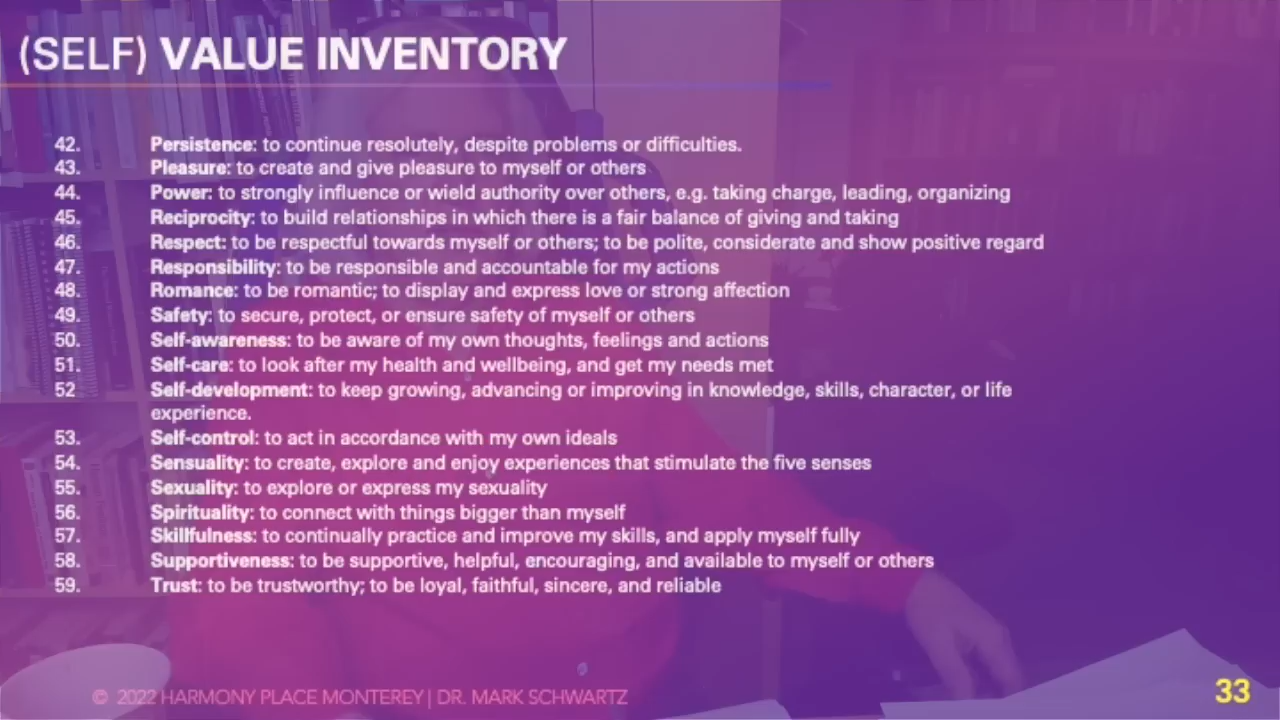 (SELF) VALUE INVENTORY
42. Persistence: to continue resolutely, despite problems or difficulties.
43. Pleasure: to create and give pleasure to myself or others
44. Power: to strongly influence or wield authority over others, e.g. taking charge, leading, organizing
45. Reciprocity: to build relationships in which there is a fair balance of giving and taking
46. Respect: to be respectful towards myself or others; to be polite, considerate and show positive regard
47. Responsibility: to be responsible and accountable for my actions
48. Romance: to be romantic; to display and express love or strong affection
49. Safety: to secure, protect, or ensure safety of myself or others
50. Self-awareness: to be aware of my own thoughts, feelings and actions
51. Self-care: to look after my health and wellbeing, and get my needs met
52 Self-development: to keep growing, advancing or improving in knowledge, skills, character, or life
experience.
53. Self-control: to act in accordance with my own ideals
54. Sensuality: to create, explore and enjoy experiences that stimulate the five senses
55. Sexuality: to explore or express my sexuality
56. Spirituality: to connect with things bigger than myself
57. Skillfulness: to continually practice and improve my skills, and apply myself fully
58. Supportiveness: to be supportive, helpful, encouraging, and available to myself or others
59. Trust: to be trustworthy; to be loyal, faithful, sincere, and reliable
© 2022 HARMONY PLACE MONTEREY | DR. MARK SCHWARTZ
33